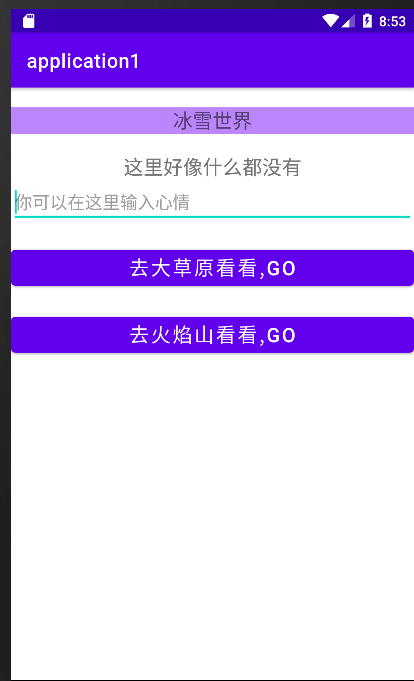 8:53
application1
冰雪世界
这里好像什么都没有
你可以在这里输入心情
去大草原看看,GO
去火焰山看看,GO